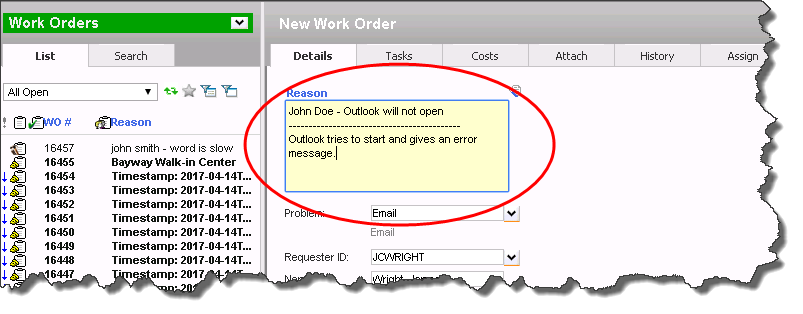 Work Orders
New Work Order
List
Search
Details
Tasks
Costs
Attach
History
Assign
All Open
Reason
John Doe - Outlook will not open
-------------------------------------------
Outlook tries to start and gives an error
message.
! WO # Reason
16457 john smith - word is slow
16455 Bayway Walk-in Center
16454 Timestamp: 2017-04-14T...
16453 Timestamp: 2017-04-14T...
16452 Timestamp: 2017-04-14T...
16451 Timestamp: 2017-04-14T...
16450 Timestamp: 2017-04-14T...
16449 Timestamp: 2017-04-14T...
16448 Timestamp: 2017-04-14T...
16447 Timestamp: 2017-04-14T...
Timestamp:
Problem: Email
Email
Requester ID: JCWRIGHT
Wright,